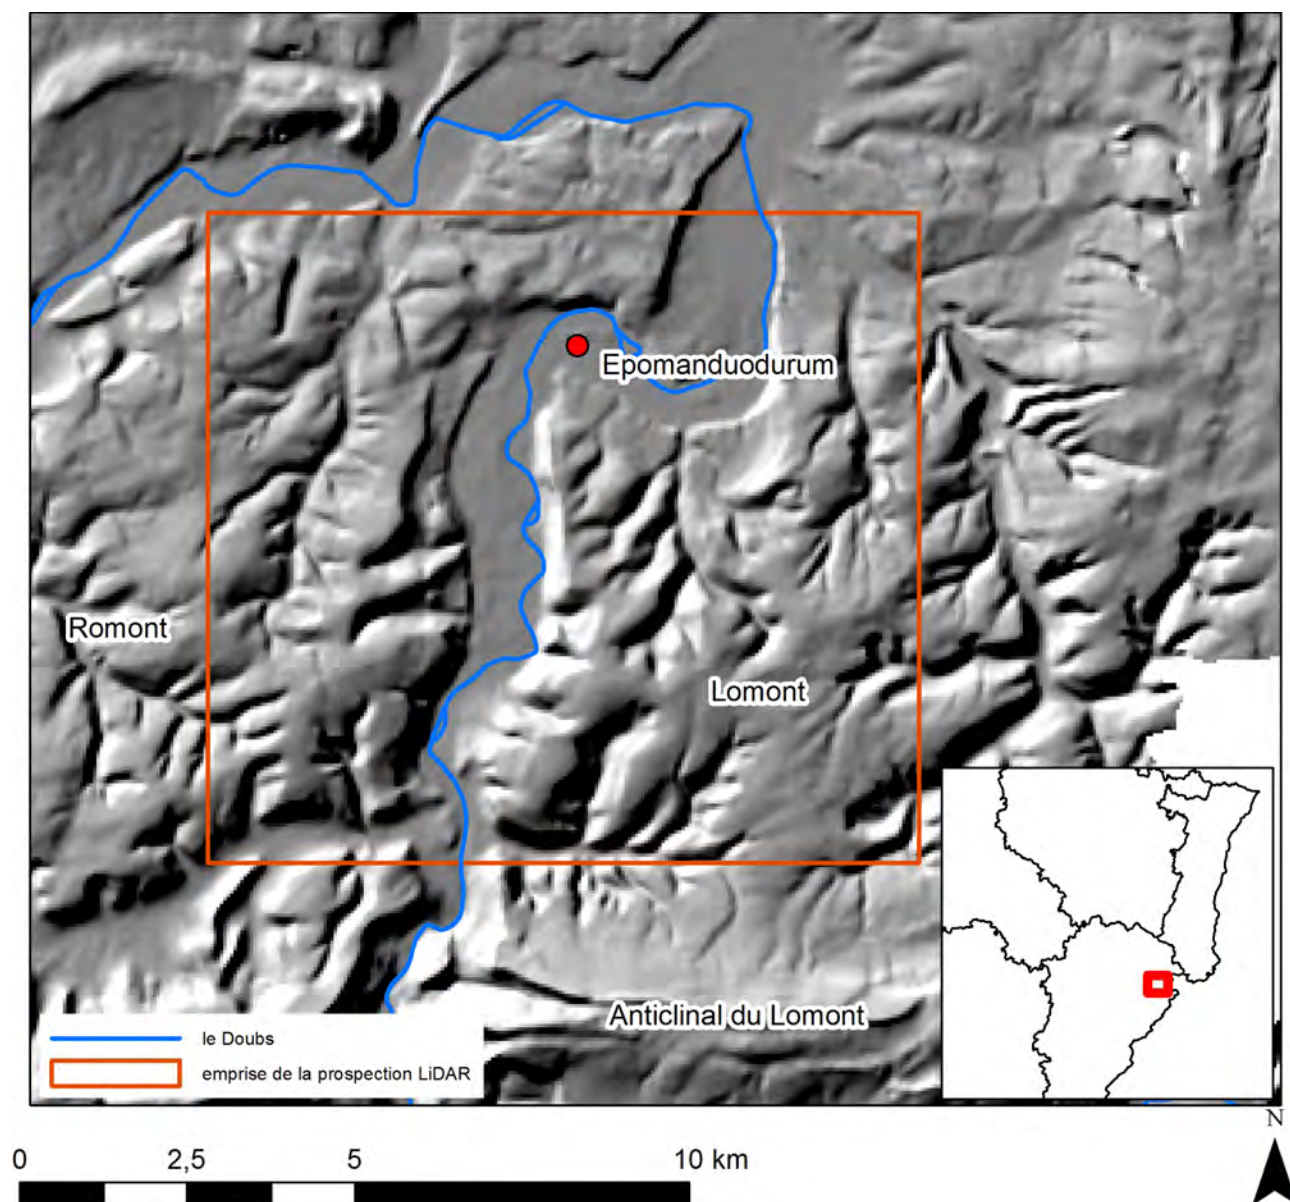 Epomanduodurum
Romont
Lomont
Anticlinal du Lomont
le Doubs
emprise de la prospection LiDAR
N
0 2,5 5 10 km